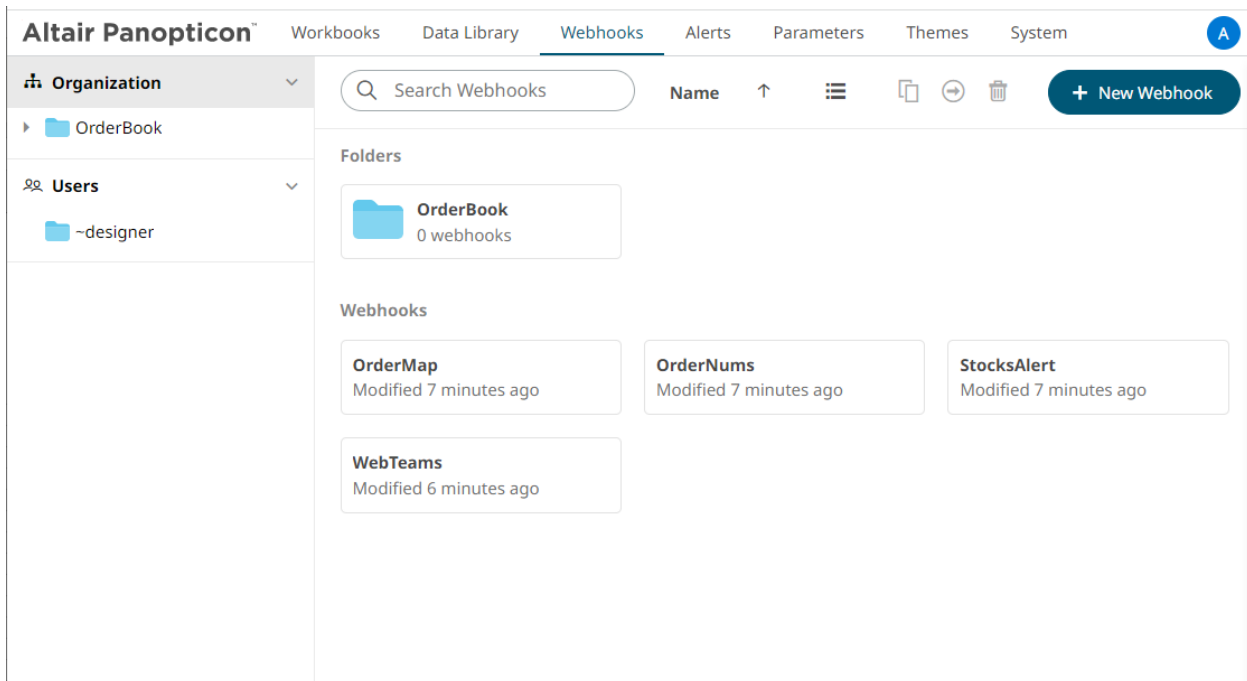 Altair Panopticon™ Workbooks Data Library Webhooks Alerts Parameters Themes System A
Organization
OrderBook
Users
~designer
Search Webhooks Name ↑ + New Webhook
Folders
OrderBook
0 webhooks
Webhooks
OrderMap
Modified 7 minutes ago
OrderNums
Modified 7 minutes ago
StocksAlert
Modified 7 minutes ago
WebTeams
Modified 6 minutes ago